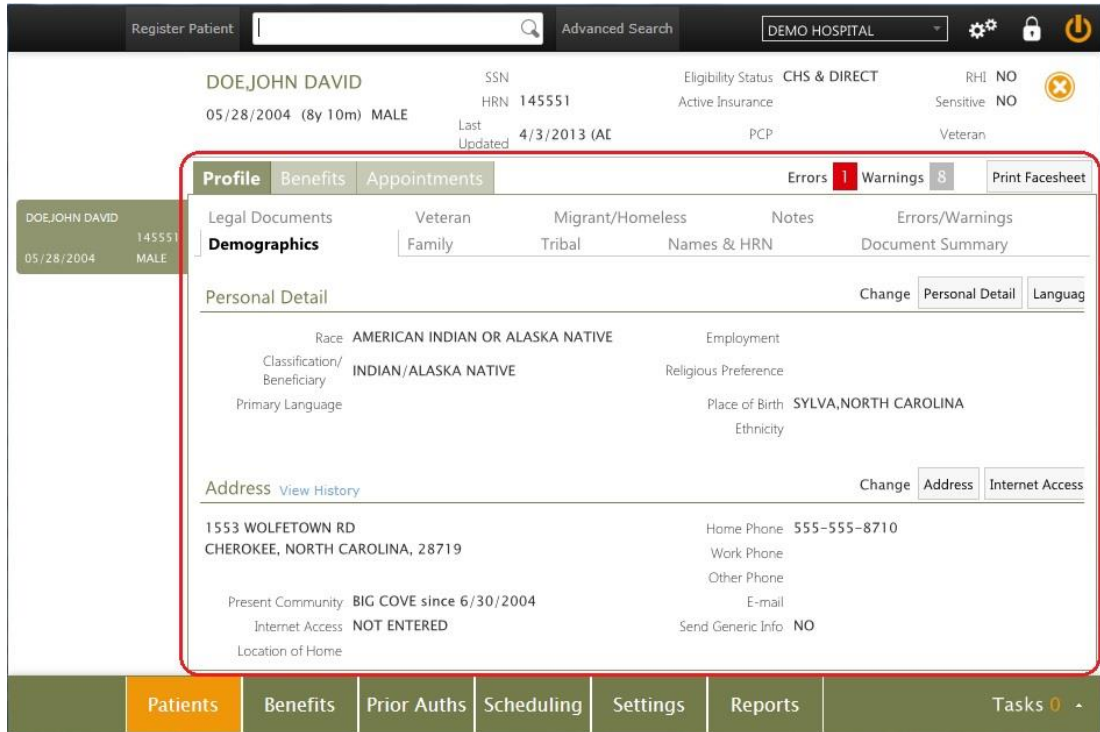 Register Patient Advanced Search DEMO HOSPITAL
DOE,JOHN DAVID SSN Eligibility Status CHS & DIRECT RHI NO
05/28/2004 (8y 10m) MALE HRN 145551 Active Insurance Sensitive NO
Last Updated 4/3/2013 (AD PCP Veteran
Profile Benefits Appointments Errors 1 Warnings 8 Print Facesheet
DOE,JOHN DAVID
145551
05/28/2004 MALE
Legal Documents Veteran Migrant/Homeless Notes Errors/Warnings
Demographics Family Tribal Names & HRN Document Summary
Personal Detail Change Personal Detail Languag
Race AMERICAN INDIAN OR ALASKA NATIVE Employment
Classification/ Beneficiary INDIAN/ALASKA NATIVE Religious Preference
Primary Language Place of Birth SYLVA,NORTH CAROLINA
Ethnicity
Address View History Change Address Internet Access
1553 WOLFETOWN RD Home Phone 555-555-8710
CHEROKEE, NORTH CAROLINA, 28719 Work Phone
Other Phone
Present Community BIG COVE since 6/30/2004 E-mail
Internet Access NOT ENTERED Send Generic Info NO
Location of Home
Patients Benefits Prior Auths Scheduling Settings Reports Tasks 0